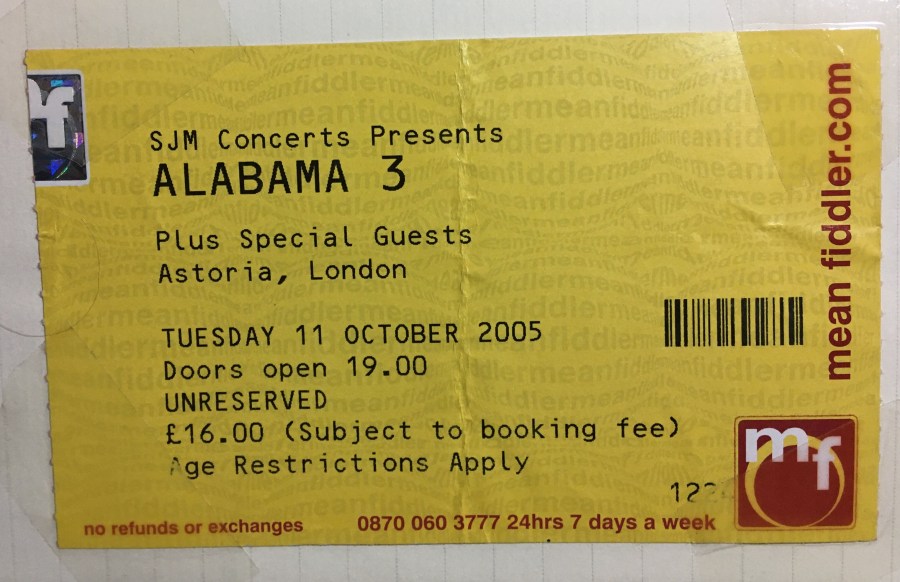 SJM Concerts Presents
ALABAMA 3
Plus Special Guests
Astoria, London
TUESDAY 11 OCTOBER 2005
Doors open 19.00
UNRESERVED
£16.00 (Subject to booking fee)
Age Restrictions Apply
no refunds or exchanges
0870 060 3777 24hrs 7 days a week
mean fiddler.com
mf